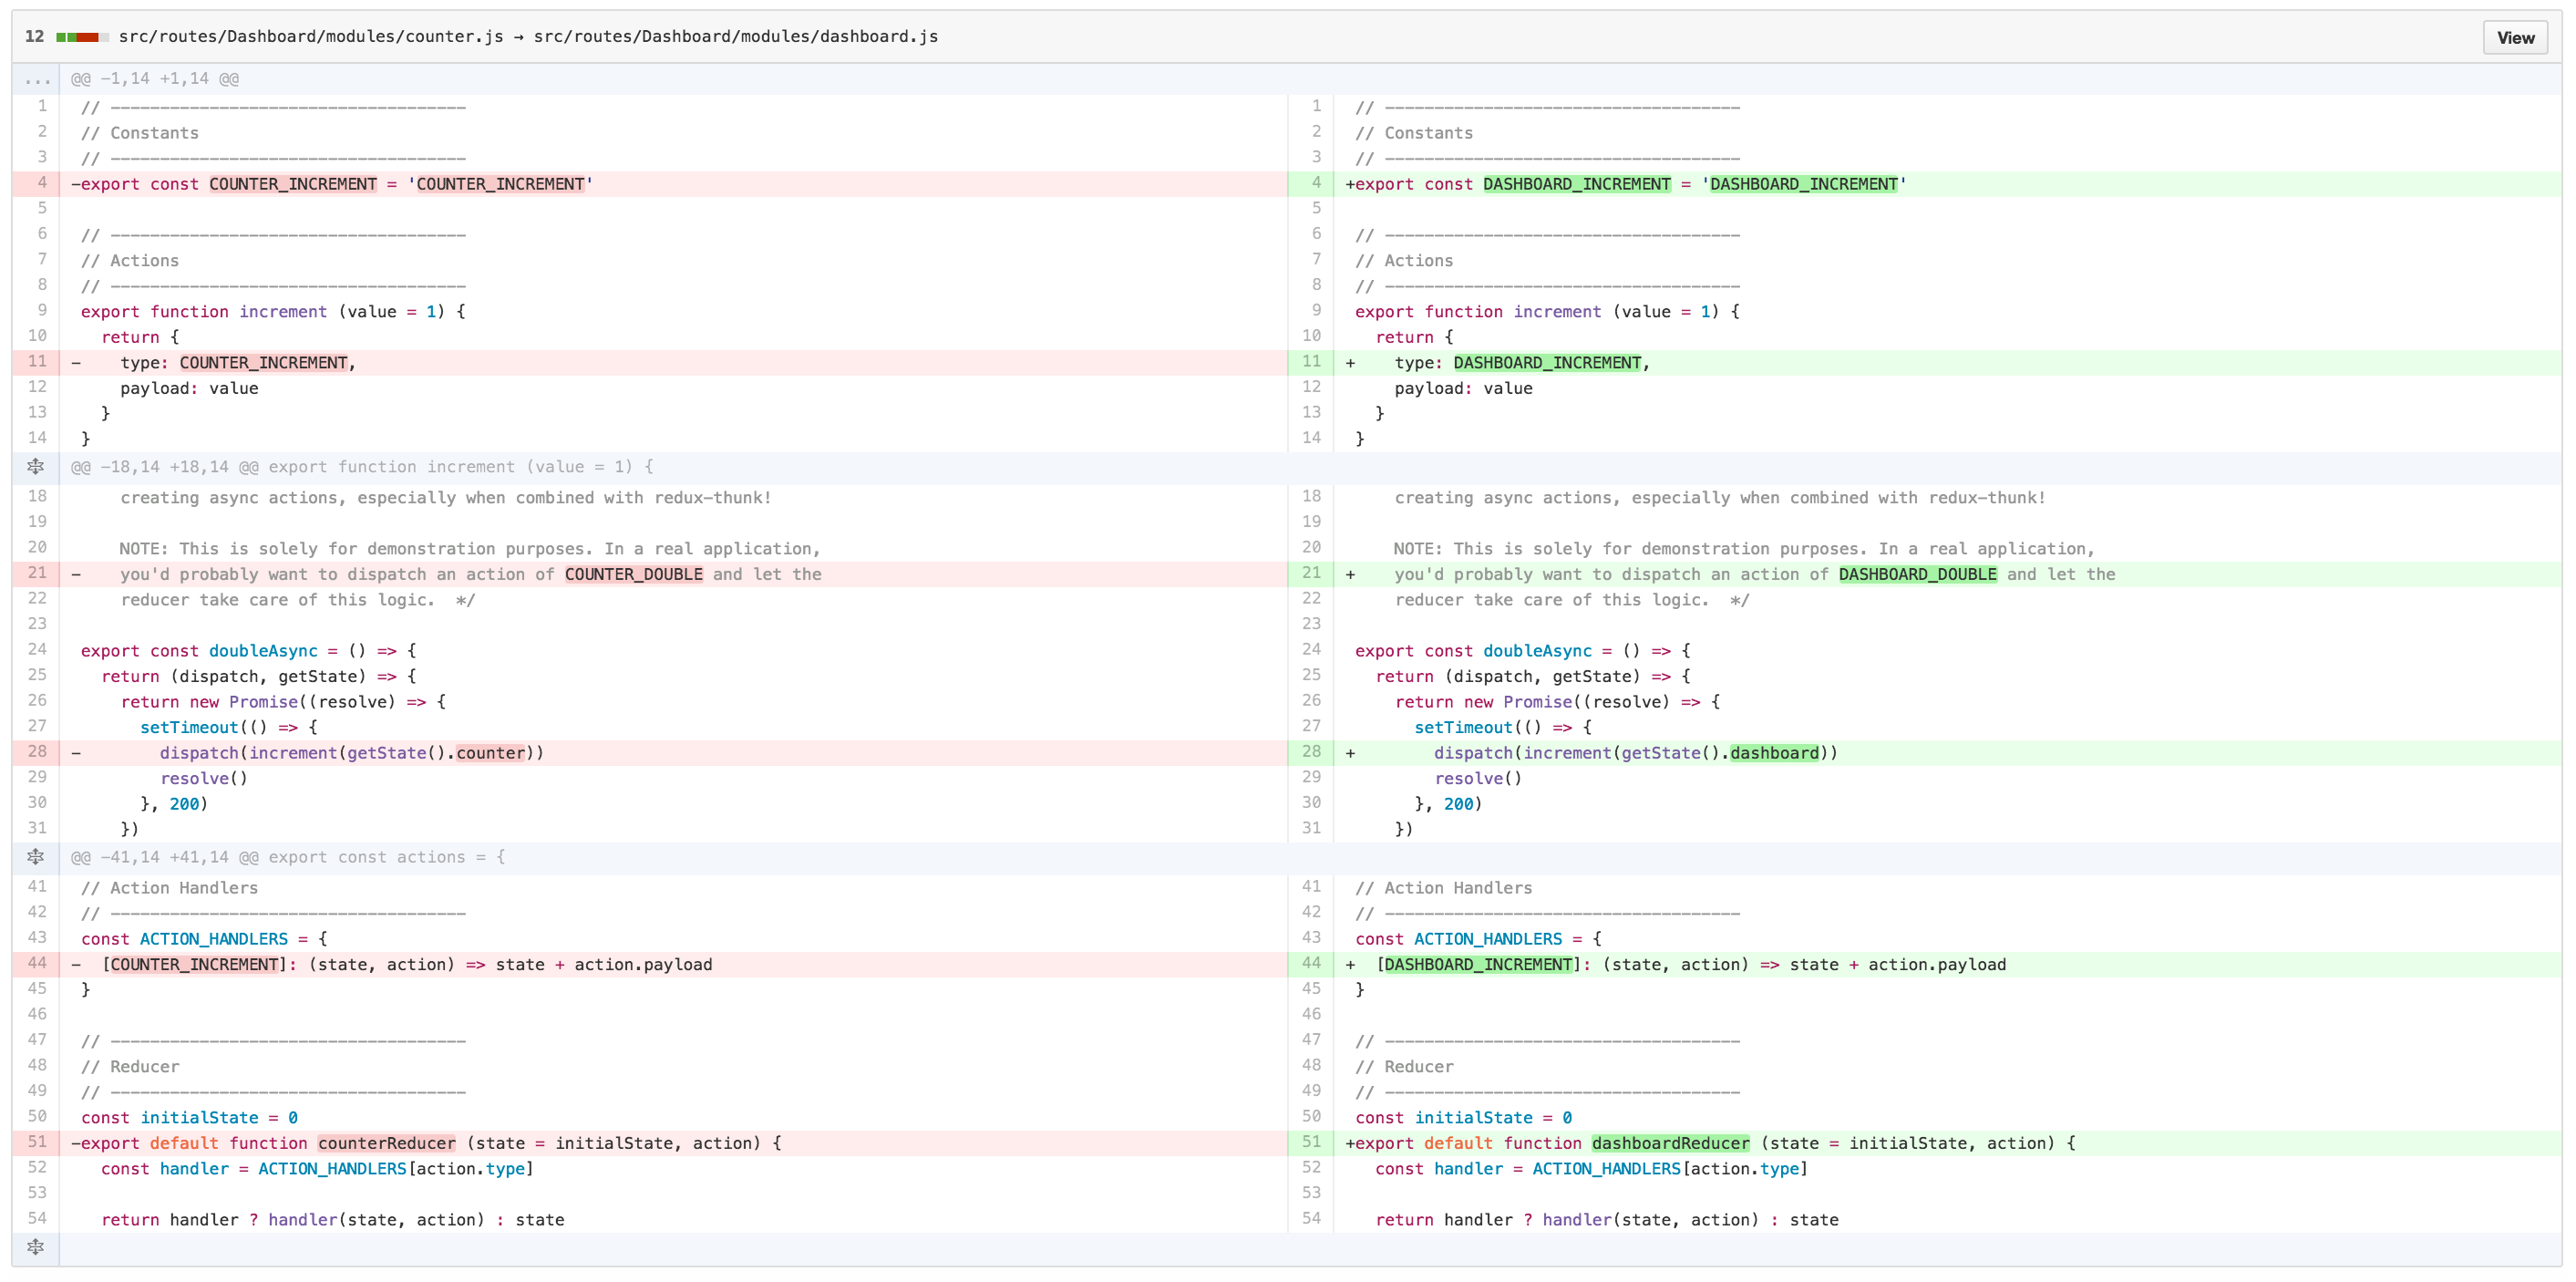 12 src/routes/Dashboard/modules/counter.js → src/routes/Dashboard/modules/dashboard.js View
... @@ -1,14 +1,14 @@
1 // ------------------------------------
2 // Constants
3 // ------------------------------------
4 -export const COUNTER_INCREMENT = 'COUNTER_INCREMENT'
5
6 // ------------------------------------
7 // Actions
8 // ------------------------------------
9 export function increment (value = 1) {
10 return {
11 - type: COUNTER_INCREMENT,
12 payload: value
13 }
14 }
1 // ------------------------------------
2 // Constants
3 // ------------------------------------
4 +export const DASHBOARD_INCREMENT = 'DASHBOARD_INCREMENT'
5
6 // ------------------------------------
7 // Actions
8 // ------------------------------------
9 export function increment (value = 1) {
10 return {
11 + type: DASHBOARD_INCREMENT,
12 payload: value
13 }
14 }
@@ -18,14 +18,14 @@ export function increment (value = 1) {
18 creating async actions, especially when combined with redux-thunk!
19
20 NOTE: This is solely for demonstration purposes. In a real application,
21 - you'd probably want to dispatch an action of COUNTER_DOUBLE and let the
22 reducer take care of this logic. */
23
24 export const doubleAsync = () => {
25 return (dispatch, getState) => {
26 return new Promise((resolve) => {
27 setTimeout(() => {
28 - dispatch(increment(getState().counter))
29 resolve()
30 }, 200)
31 })
18 creating async actions, especially when combined with redux-thunk!
19
20 NOTE: This is solely for demonstration purposes. In a real application,
21 + you'd probably want to dispatch an action of DASHBOARD_DOUBLE and let the
22 reducer take care of this logic. */
23
24 export const doubleAsync = () => {
25 return (dispatch, getState) => {
26 return new Promise((resolve) => {
27 setTimeout(() => {
28 + dispatch(increment(getState().dashboard))
29 resolve()
30 }, 200)
31 })
@@ -41,14 +41,14 @@ export const actions = {
41 // Action Handlers
42 // ------------------------------------
43 const ACTION_HANDLERS = {
44 - [COUNTER_INCREMENT]: (state, action) => state + action.payload
45 }
46
47 // ------------------------------------
48 // Reducer
49 // ------------------------------------
50 const initialState = 0
51 -export default function counterReducer (state = initialState, action) {
52 const handler = ACTION_HANDLERS[action.type]
53
54 return handler ? handler(state, action) : state
41 // Action Handlers
42 // ------------------------------------
43 const ACTION_HANDLERS = {
44 + [DASHBOARD_INCREMENT]: (state, action) => state + action.payload
45 }
46
47 // ------------------------------------
48 // Reducer
49 // ------------------------------------
50 const initialState = 0
51 +export default function dashboardReducer (state = initialState, action) {
52 const handler = ACTION_HANDLERS[action.type]
53
54 return handler ? handler(state, action) : state